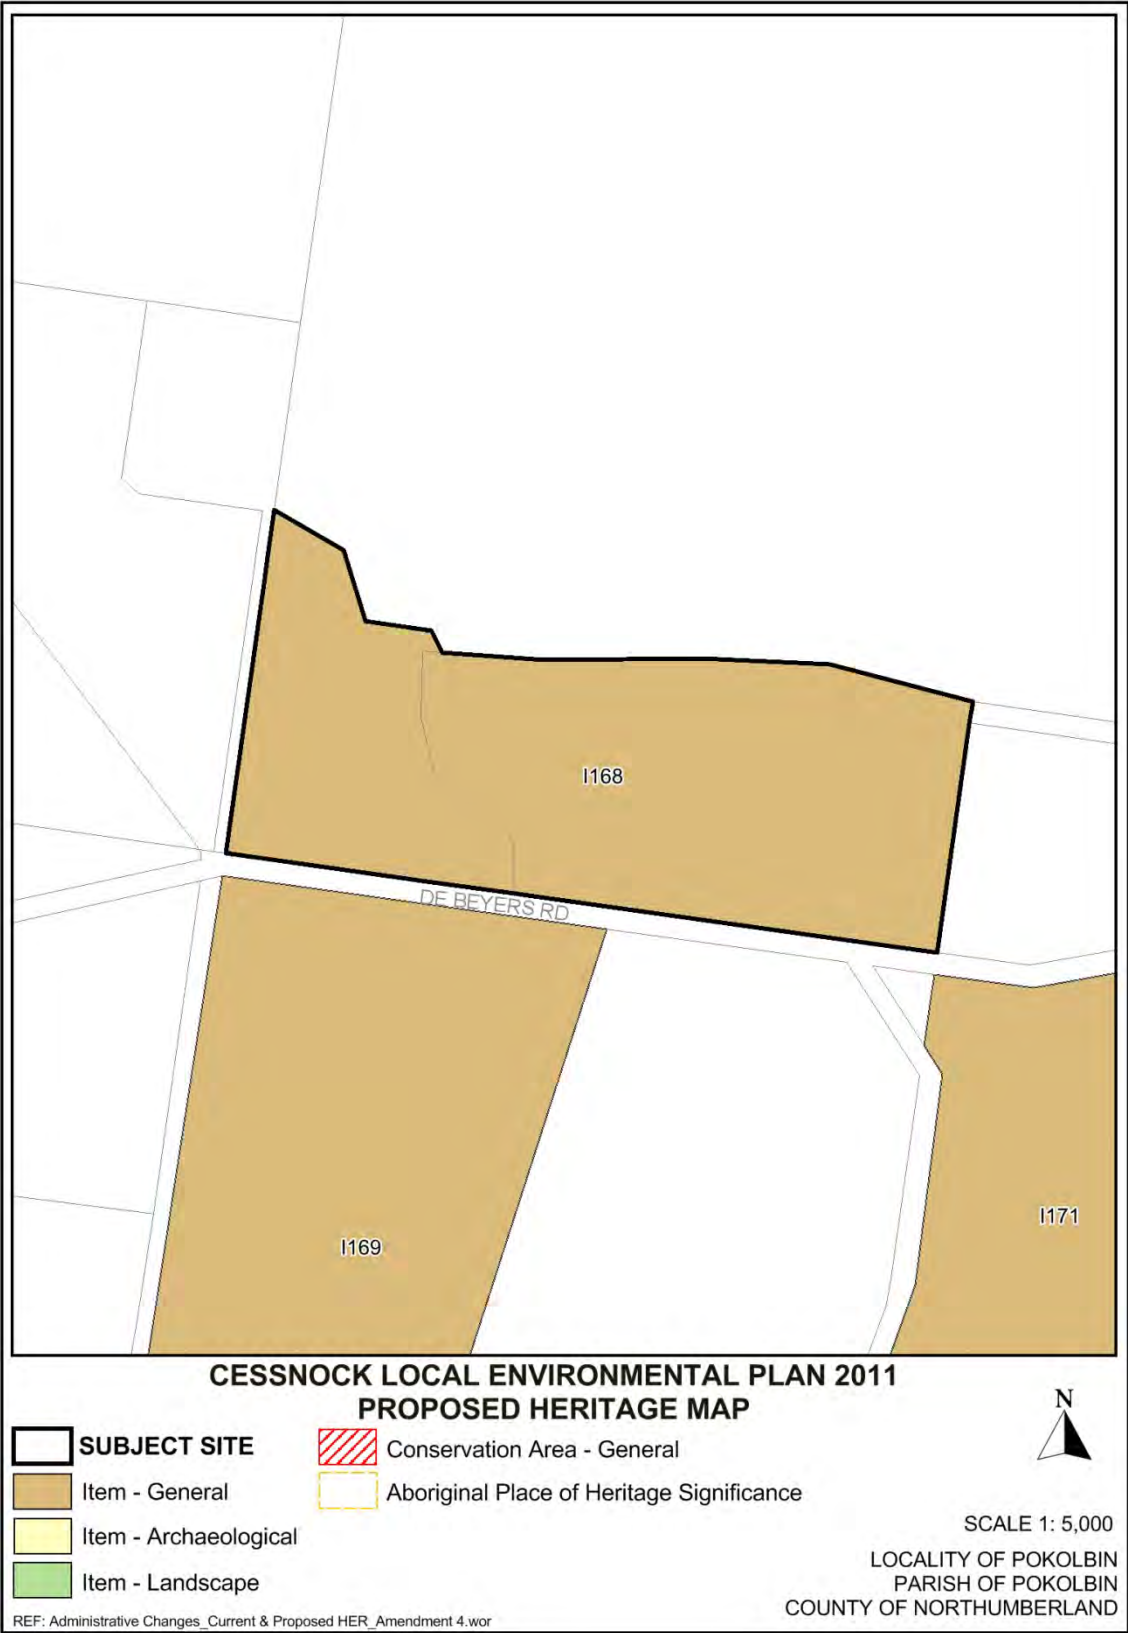 I168
DE BEYERS RD
I169
I171
CESSNOCK LOCAL ENVIRONMENTAL PLAN 2011
PROPOSED HERITAGE MAP
N
SUBJECT SITE
Item - General
Item - Archaeological
Item - Landscape
Conservation Area - General
Aboriginal Place of Heritage Significance
SCALE 1: 5,000
LOCALITY OF POKOLBIN
PARISH OF POKOLBIN
COUNTY OF NORTHUMBERLAND
REF: Administrative Changes_Current & Proposed HER_Amendment 4.wor